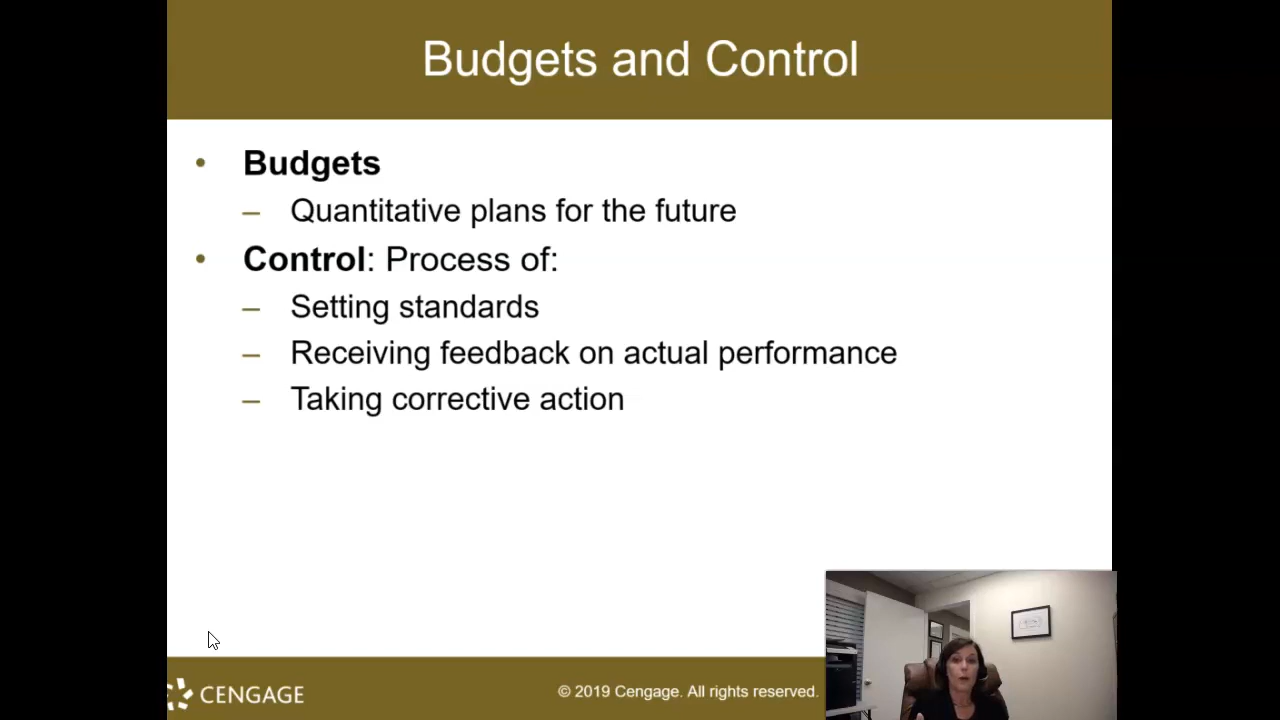 Budgets and Control
• Budgets
– Quantitative plans for the future
• Control: Process of:
– Setting standards
– Receiving feedback on actual performance
– Taking corrective action
CENGAGE
© 2019 Cengage. All rights reserved.